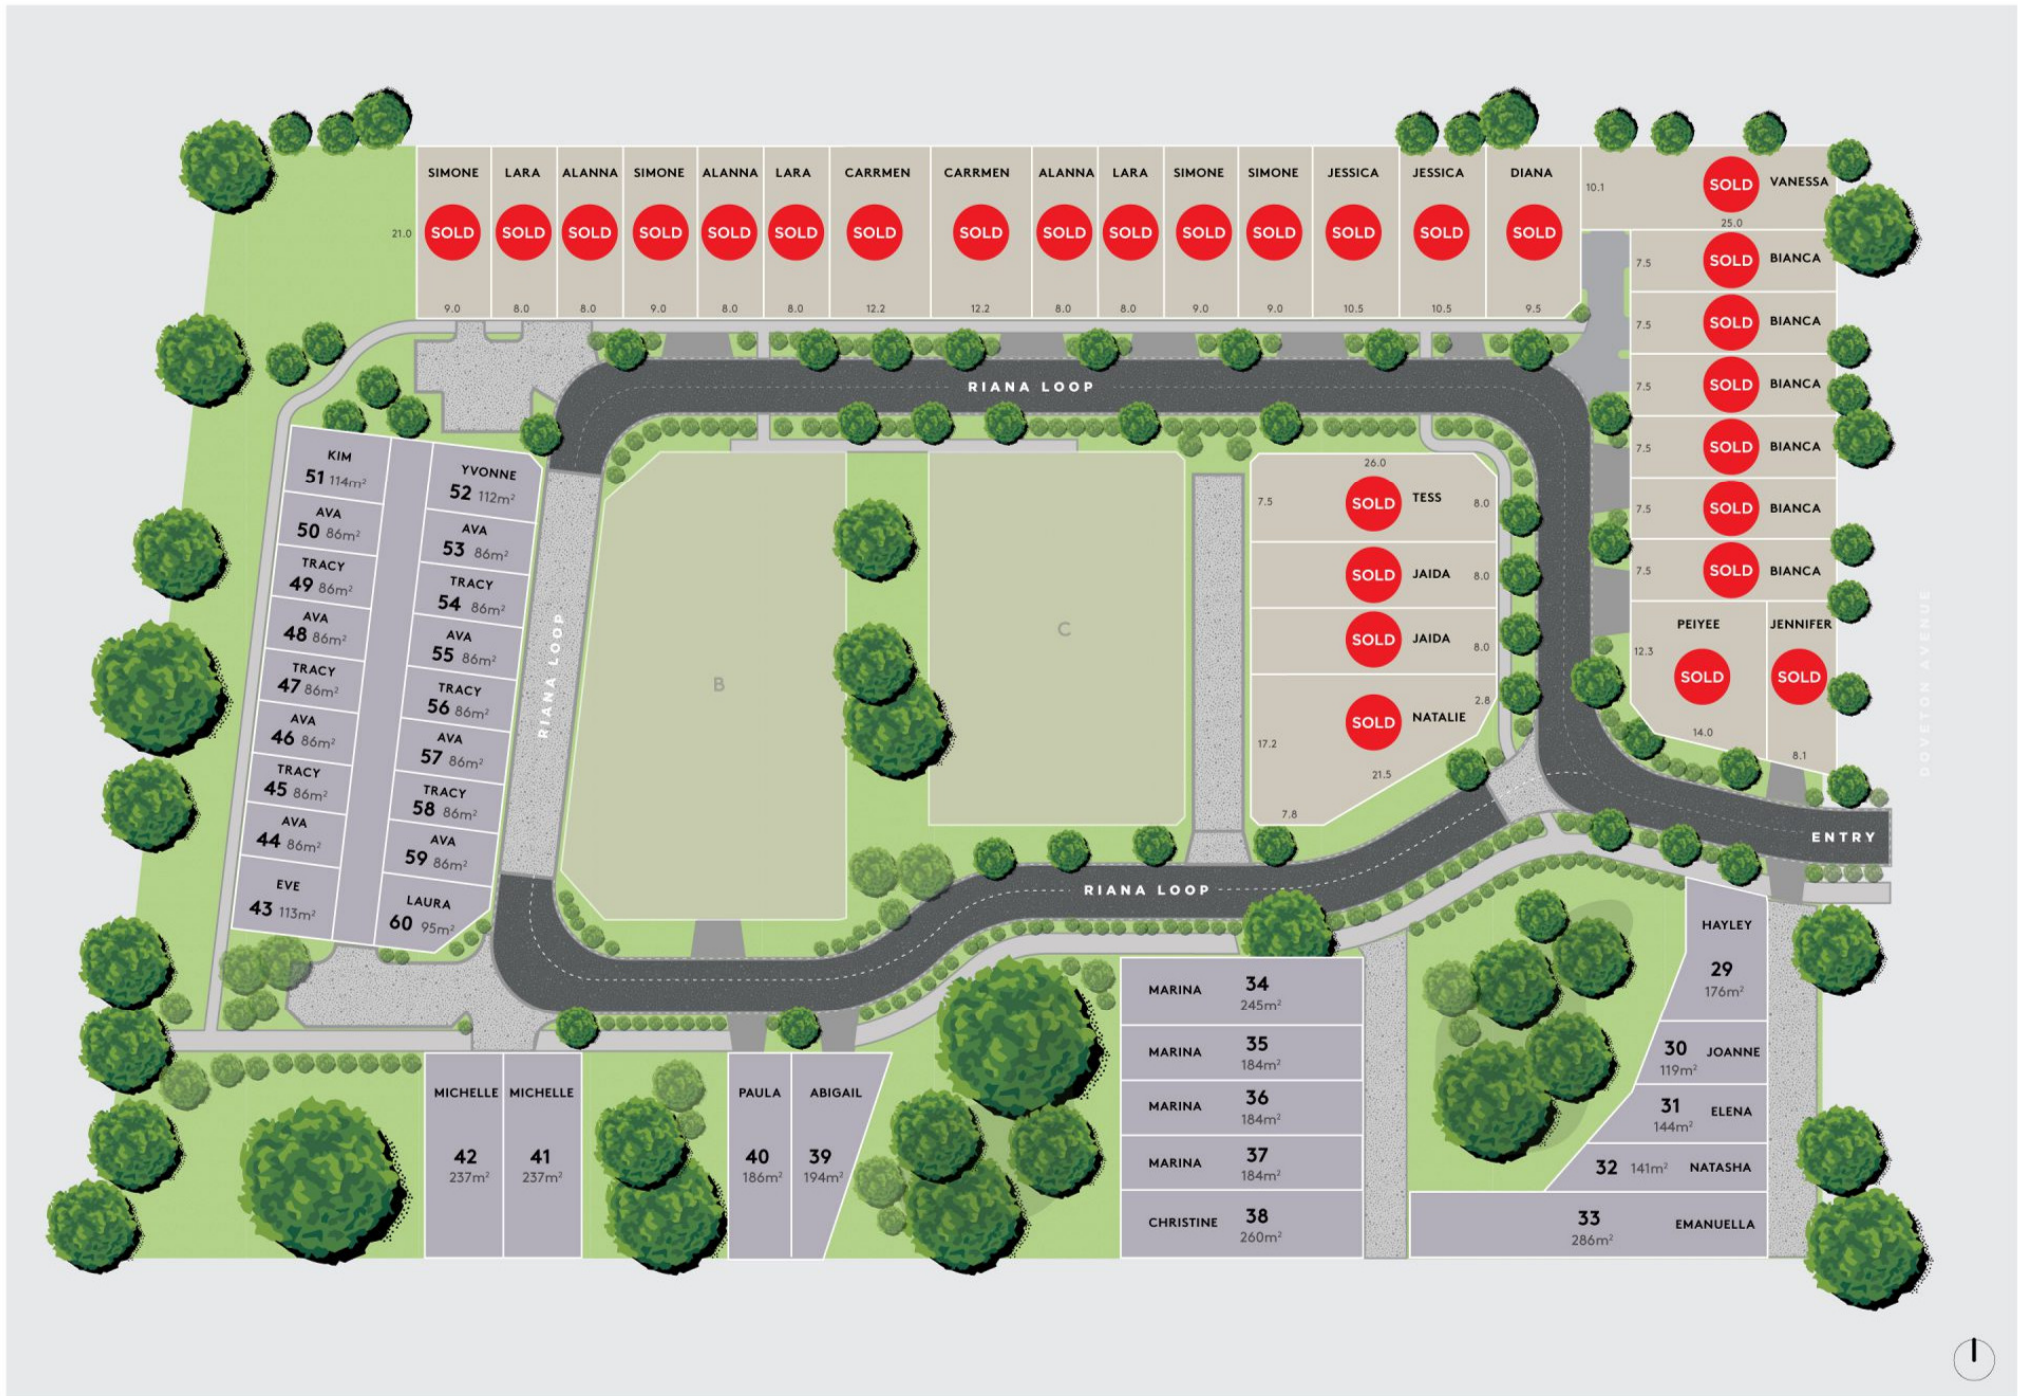 SIMONE LARA ALANNA SIMONE ALANNA LARA CARRMEN CARRMEN ALANNA LARA SIMONE SIMONE JESSICA JESSICA DIANA
21.0 SOLD SOLD SOLD SOLD SOLD SOLD SOLD SOLD SOLD SOLD SOLD SOLD SOLD SOLD SOLD
9.0 8.0 8.0 9.0 8.0 8.0 12.2 12.2 8.0 8.0 9.0 9.0 10.5 10.5 9.5
10.1 SOLD VANESSA
25.0
7.5 SOLD BIANCA
7.5 SOLD BIANCA
7.5 SOLD BIANCA
7.5 SOLD BIANCA
7.5 SOLD BIANCA
7.5 SOLD BIANCA
PEIYEE JENNIFER
12.3 SOLD SOLD
14.0 8.1
DOVETON AVENUE
RIANA LOOP
ENTRY
26.0
7.5 SOLD TESS 8.0
SOLD JAIDA 8.0
SOLD JAIDA 8.0
2.8
SOLD NATALIE
17.2
21.5
7.8
B
C
RIANA LOOP
RIANA LOOP
KIM
51 114m²
AVA
50 86m²
TRACY
49 86m²
AVA
48 86m²
TRACY
47 86m²
AVA
46 86m²
TRACY
45 86m²
AVA
44 86m²
EVE
43 113m²
YVONNE
52 112m²
AVA
53 86m²
TRACY
54 86m²
AVA
55 86m²
TRACY
56 86m²
AVA
57 86m²
TRACY
58 86m²
AVA
59 86m²
LAURA
60 95m²
MICHELLE MICHELLE
42 41
237m² 237m²
PAULA ABIGAIL
40 39
186m² 194m²
MARINA 34
245m²
MARINA 35
184m²
MARINA 36
184m²
MARINA 37
184m²
CHRISTINE 38
260m²
HAYLEY
29
176m²
30 JOANNE
119m²
31 ELENA
144m²
32 141m² NATASHA
33 EMANUELLA
286m²